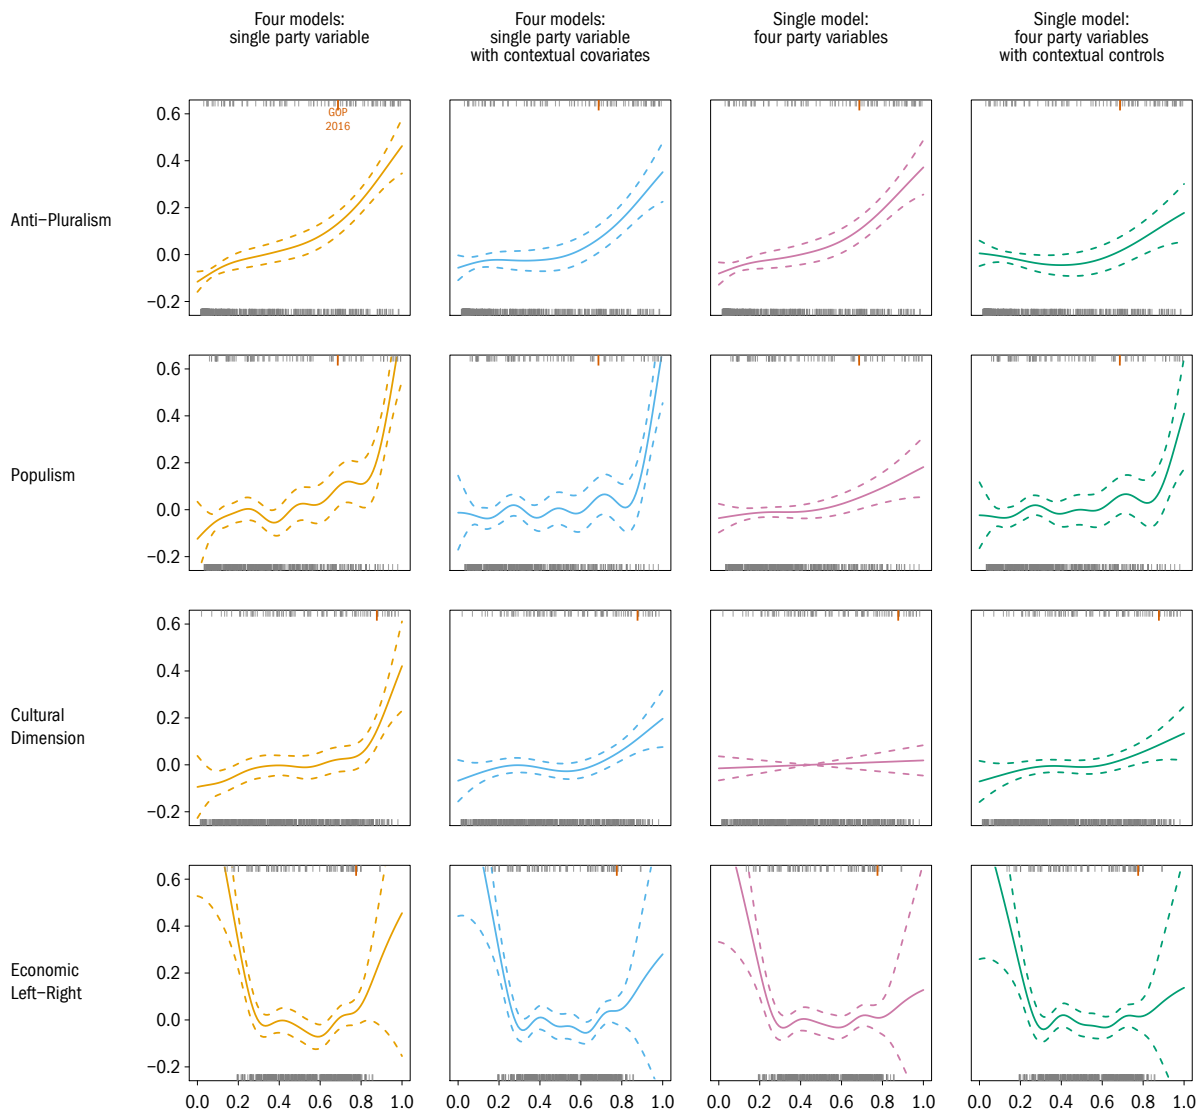 Four models:
single party variable
Four models:
single party variable
with contextual covariates
Single model:
four party variables
Single model:
four party variables
with contextual controls
Anti−Pluralism
0.6
0.4
0.2
0.0
−0.2
GOP
2016
Populism
0.6
0.4
0.2
0.0
−0.2
Cultural
Dimension
0.6
0.4
0.2
0.0
−0.2
Economic
Left−Right
0.6
0.4
0.2
0.0
−0.2
0.0 0.2 0.4 0.6 0.8 1.0
0.0 0.2 0.4 0.6 0.8 1.0
0.0 0.2 0.4 0.6 0.8 1.0
0.0 0.2 0.4 0.6 0.8 1.0